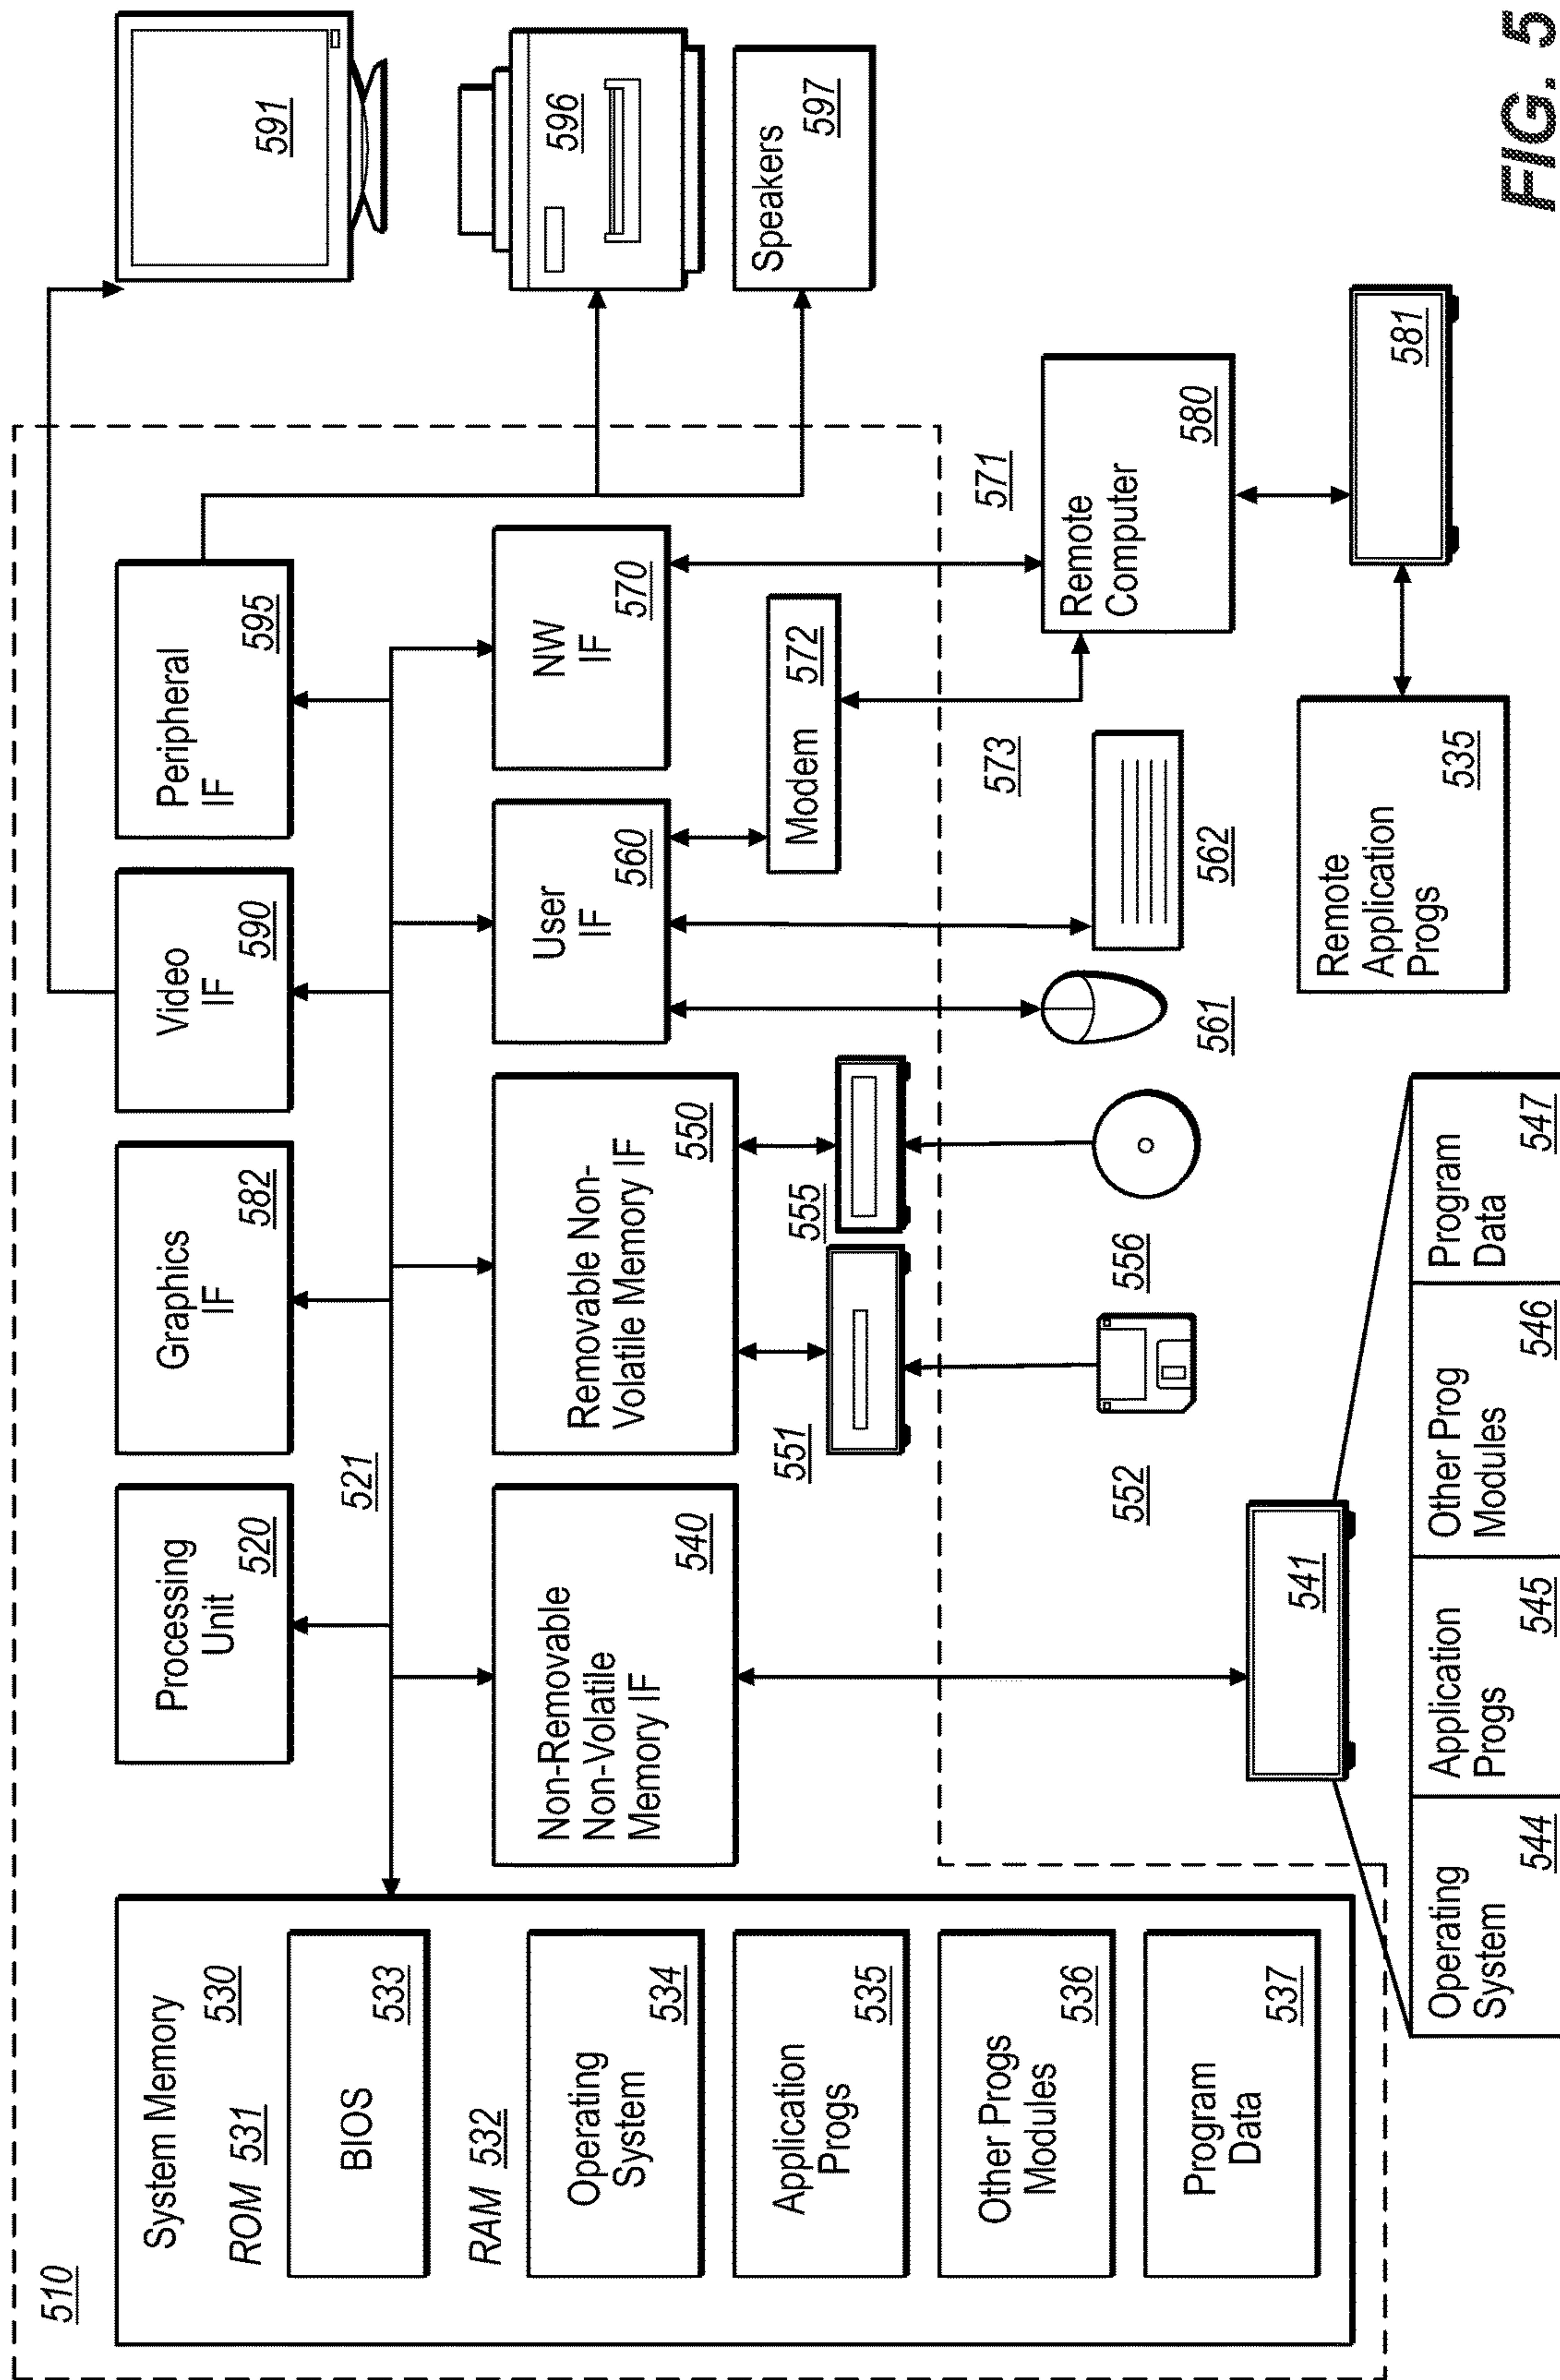 510
System Memory
530
ROM 531
BIOS
533
RAM 532
Operating
System
534
Application
Progs
535
Other Progs
Modules
536
Program
Data
537
Processing
Unit
520
Graphics
IF
582
Video
IF
590
Peripheral
IF
595
521
Non-Removable
Non-Volatile
Memory IF
540
Removable Non-
Volatile Memory IF
550
User
IF
560
NW
IF
570
551
555
Modem
572
591
596
Speakers
597
552
556
561
562
573
571
Remote
Computer
580
541
581
Remote
Application
Progs
535
Operating
System
544
Application
Progs
545
Other Prog
Modules
546
Program
Data
547
FIG. 5